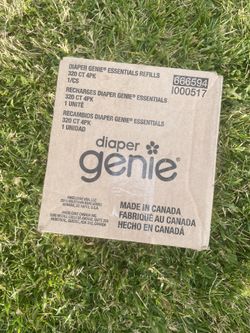 DIAPER GENIE® ESSENTIALS REFILLS
320 CT 4PK
1/CS
666594
I000517
RECHARGES DIAPER GENIE® ESSENTIALS
320 CT 4PK
1 UNITÉ
RECAMBIOS DIAPER GENIE® ESSENTIALS
320 CT 4PK
1 UNIDAD
diaper
genie®
MADE IN CANADA
FABRIQUÉ AU CANADA
HECHO EN CANADÁ